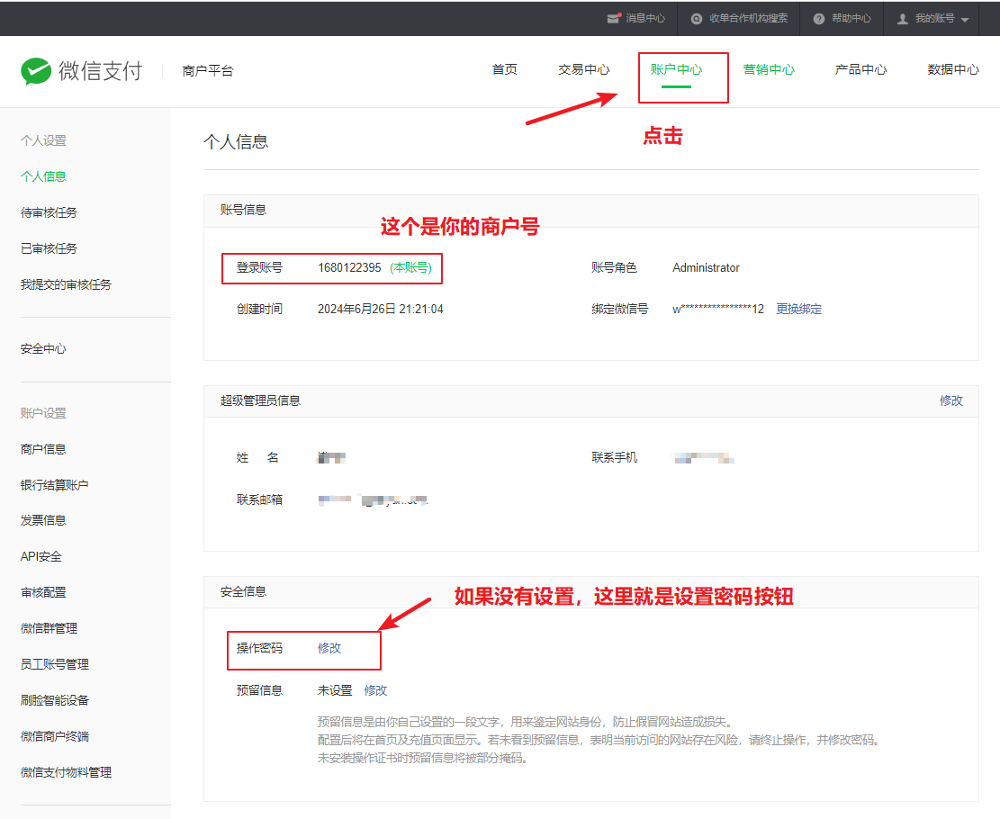 消息中心 收单合作机构搜索 帮助中心 我的账号
微信支付 商户平台 首页 交易中心 账户中心 营销中心 产品中心 数据中心
点击
个人设置
个人信息
待审核任务
已审核任务
我提交的审核任务
安全中心
账户设置
商户信息
银行结算账户
发票信息
API安全
审核配置
微信群管理
员工账号管理
刷脸智能设备
微信商户终端
微信支付物料管理
个人信息
账号信息
这个是你的商户号
登录账号 1680122395 (本账号) 账号角色 Administrator
创建时间 2024年6月26日 21:21:04 绑定微信号 w****************12 更换绑定
超级管理员信息 修改
姓 名 联系手机
联系邮箱
安全信息
如果没有设置，这里就是设置密码按钮
操作密码 修改
预留信息 未设置 修改
预留信息是由你自己设置的一段文字，用来鉴定网站身份，防止假冒网站造成损失。
配置后将在首页及充值页面显示。若未看到预留信息，表明当前访问的网站存在风险，请终止操作，并修改密码。
未安装操作证书时预留信息将被部分掩码。